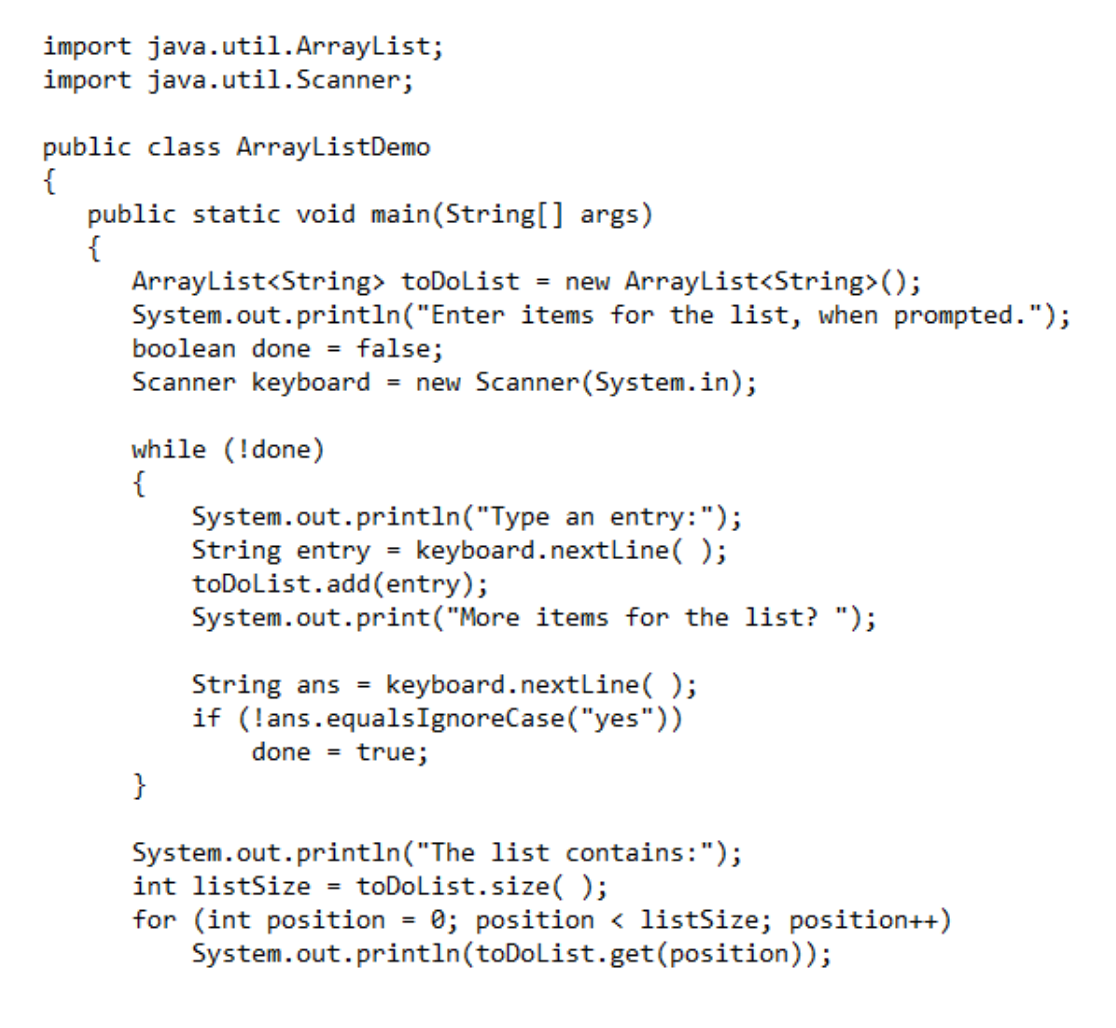 import java.util.ArrayList;
import java.util.Scanner;

public class ArrayListDemo
{
   public static void main(String[] args)
   {
      ArrayList<String> toDoList = new ArrayList<String>();
      System.out.println("Enter items for the list, when prompted.");
      boolean done = false;
      Scanner keyboard = new Scanner(System.in);

      while (!done)
      {
          System.out.println("Type an entry:");
          String entry = keyboard.nextLine( );
          toDoList.add(entry);
          System.out.print("More items for the list? ");

          String ans = keyboard.nextLine( );
          if (!ans.equalsIgnoreCase("yes"))
              done = true;
      }

      System.out.println("The list contains:");
      int listSize = toDoList.size( );
      for (int position = 0; position < listSize; position++)
          System.out.println(toDoList.get(position));